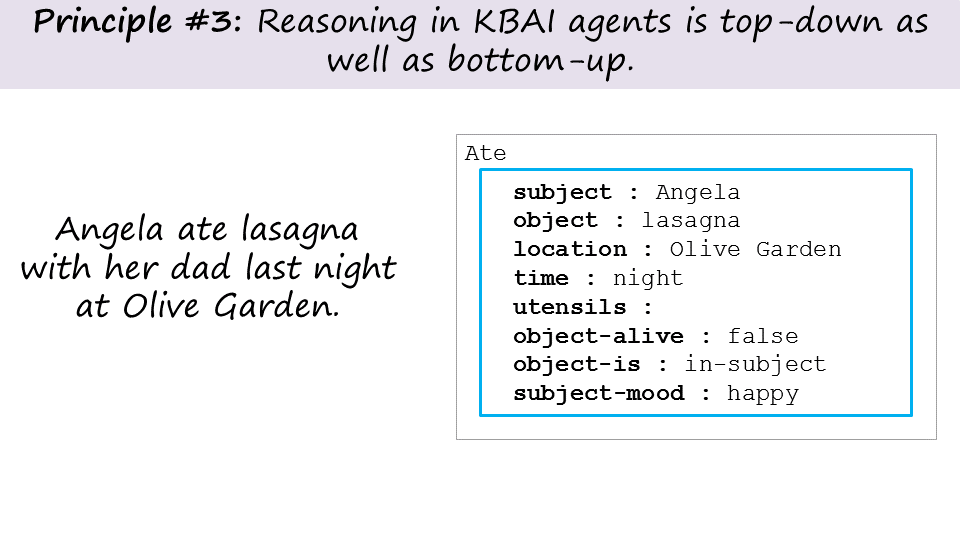 Principle #3: Reasoning in KBAI agents is top-down as
well as bottom-up.
Angela ate lasagna
with her dad last night
at Olive Garden.
Ate
subject : Angela
object : lasagna
location : Olive Garden
time : night
utensils :
object-alive : false
object-is : in-subject
subject-mood : happy